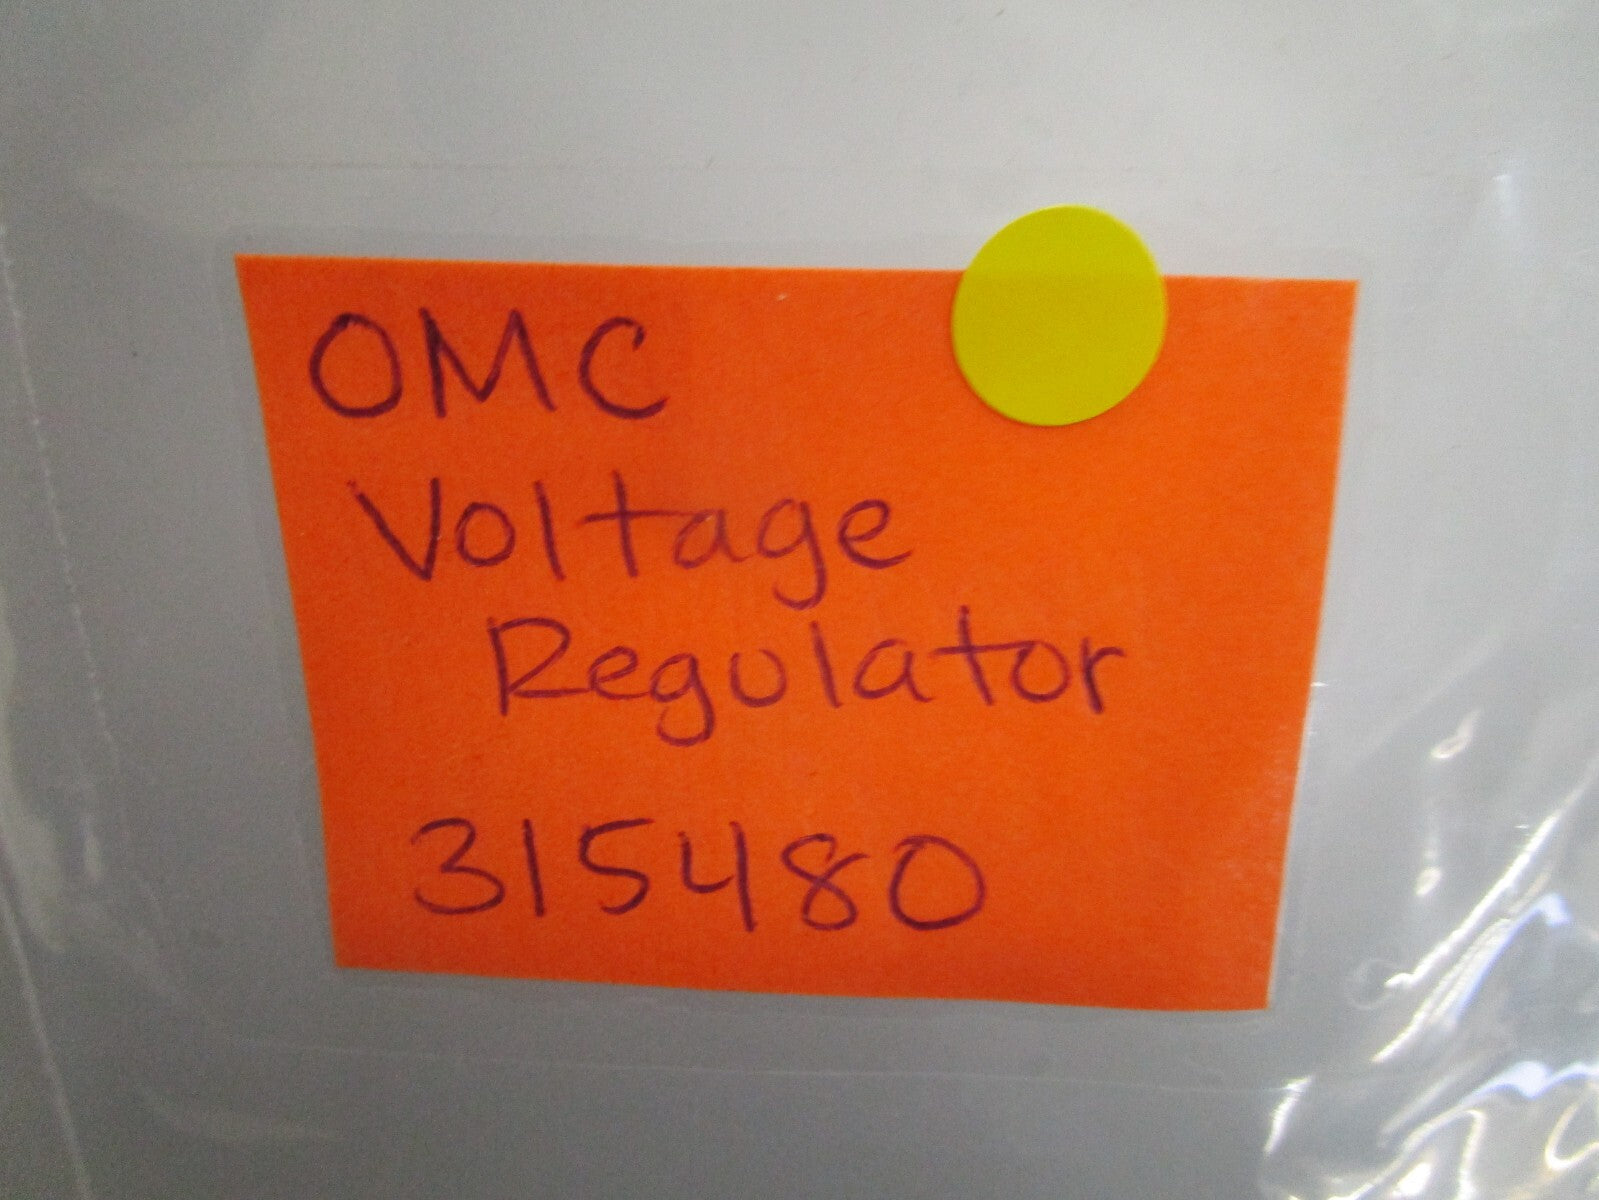 OMC
Voltage
Regulator
315480